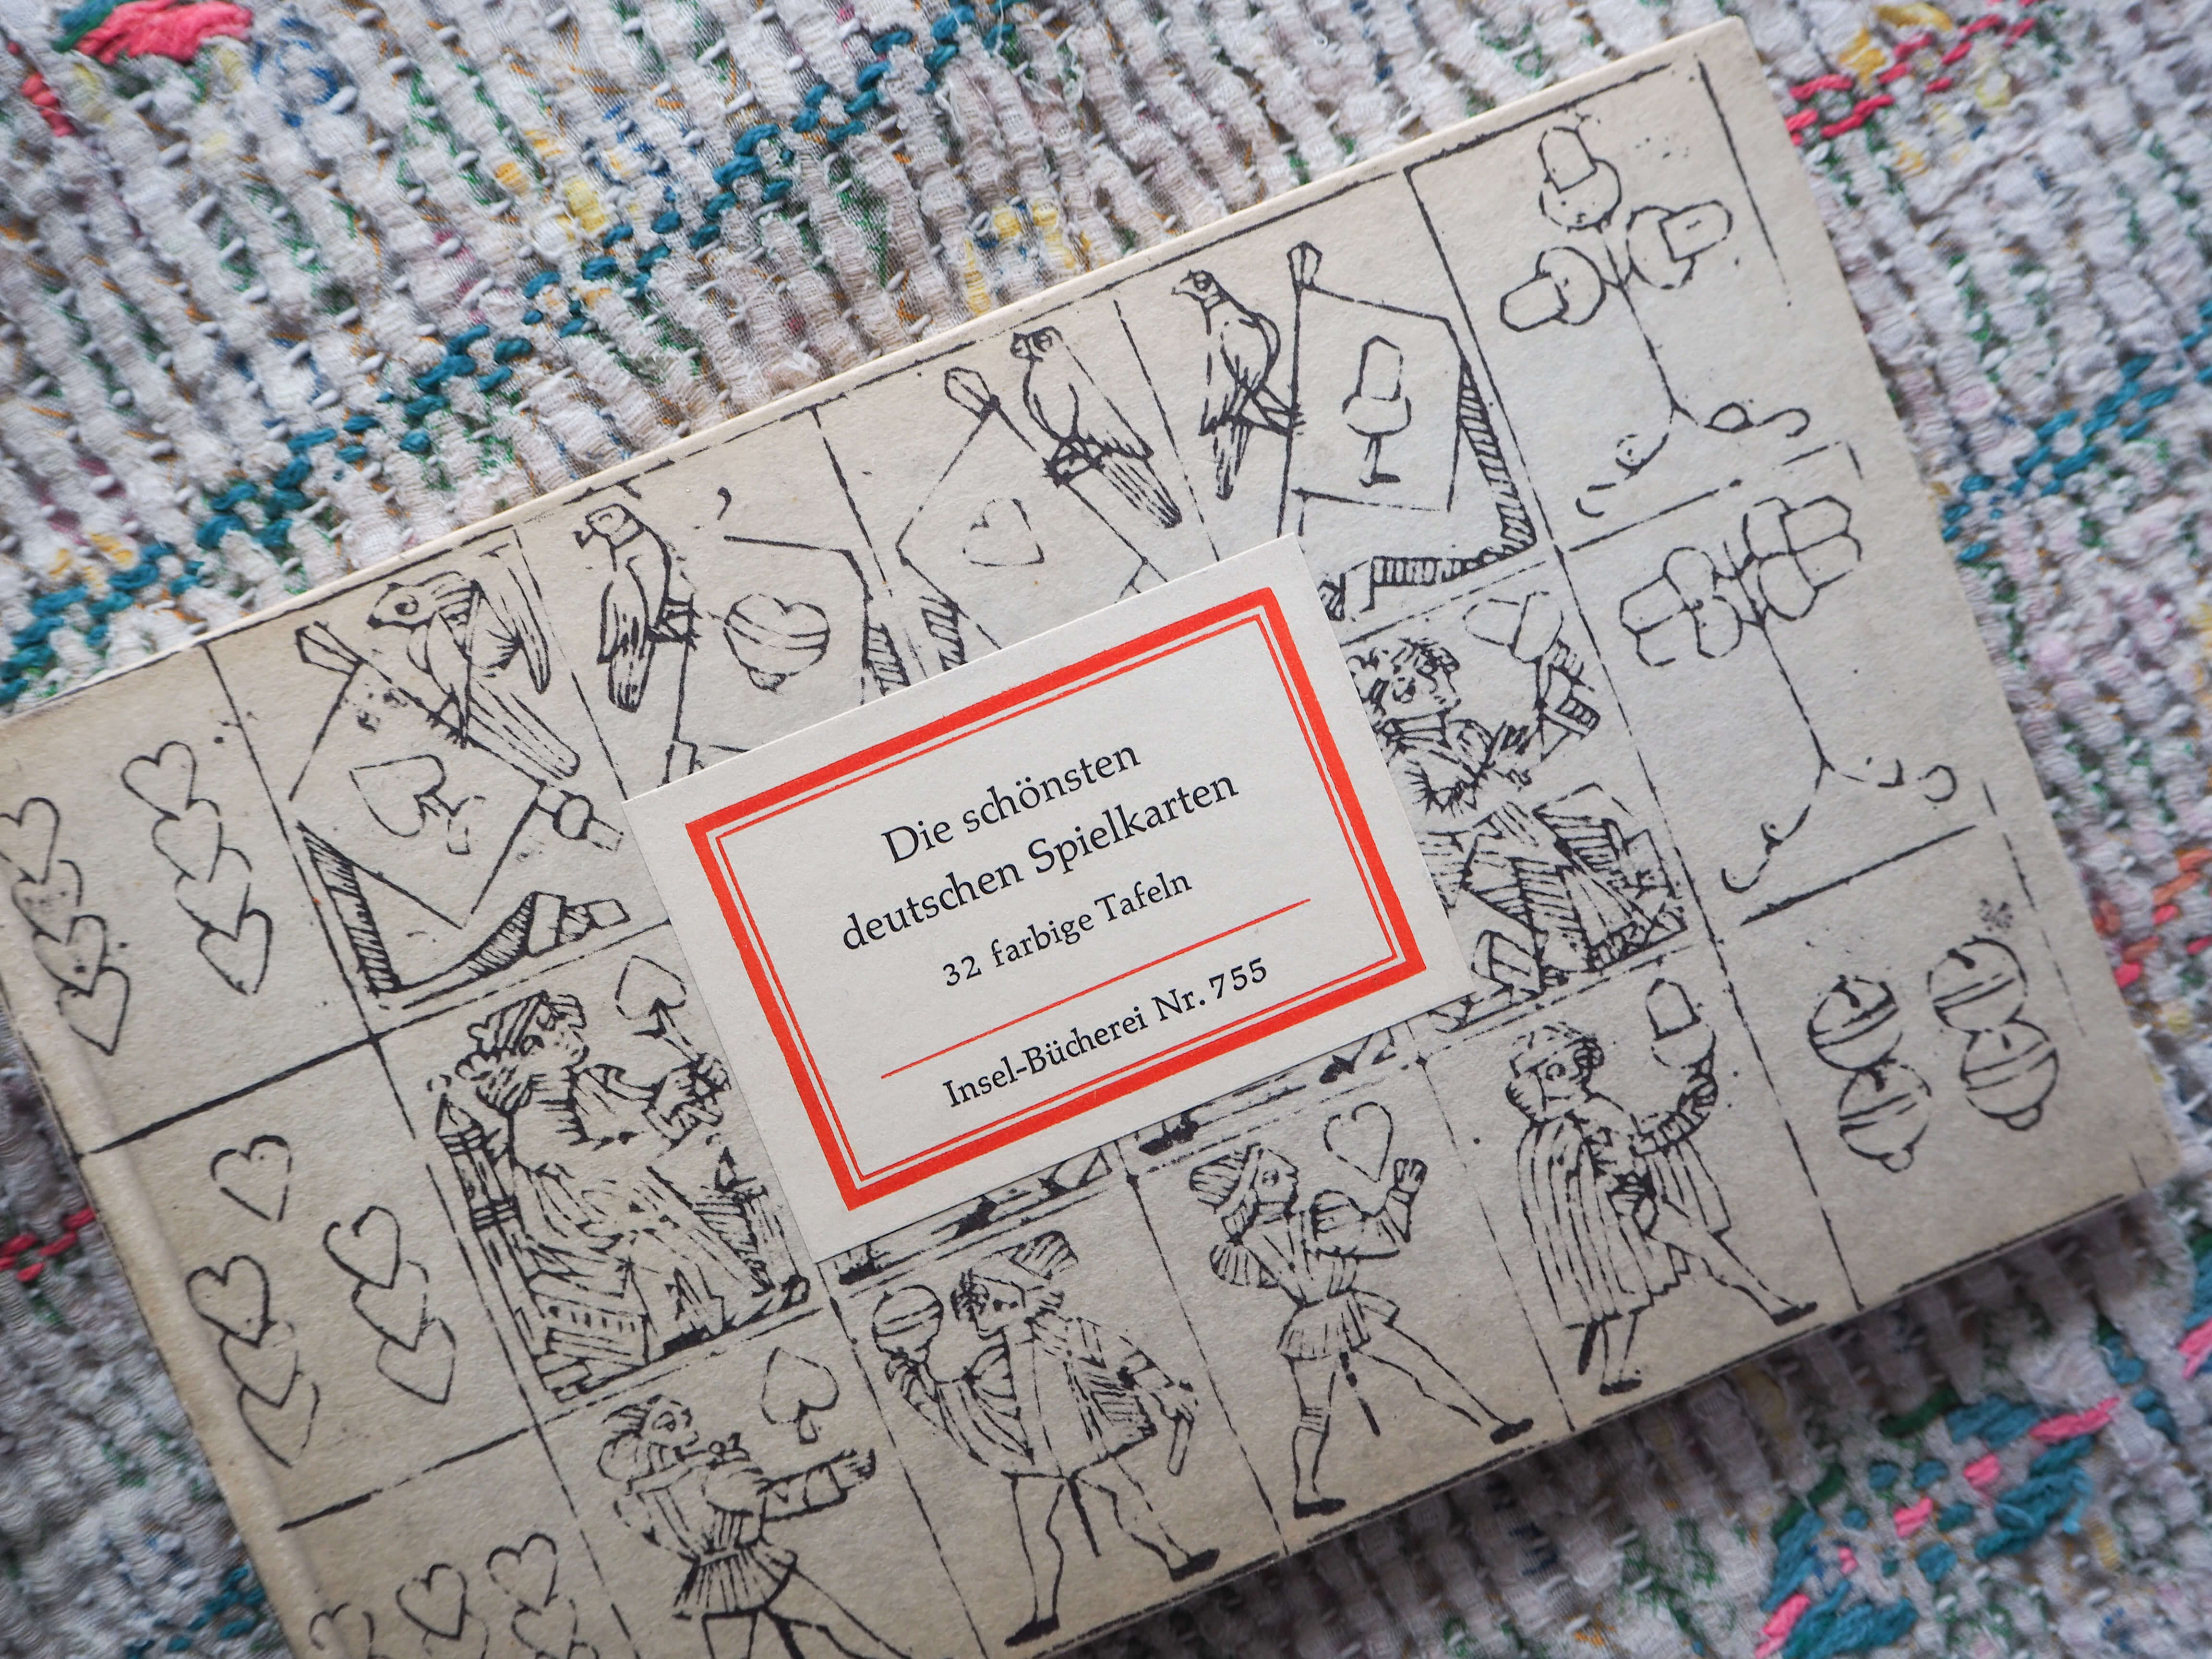 Die schönsten
deutschen Spielkarten
32 farbige Tafeln
Insel-Bücherei Nr. 755